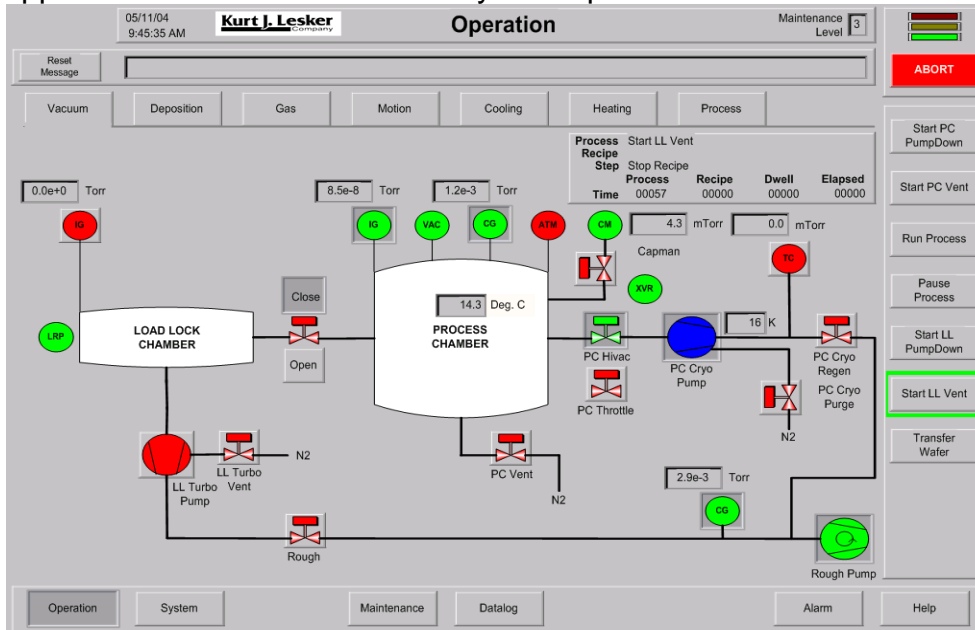 05/11/04
9:45:35 AM
Kurt J. Lesker
Company
Operation
Maintenance
Level 3
Reset
Message
ABORT
Vacuum Deposition Gas Motion Cooling Heating Process
Start PC
PumpDown
Start PC Vent
Run Process
Pause
Process
Start LL
PumpDown
Start LL Vent
Transfer
Wafer
Process Start LL Vent
Recipe
Step Stop Recipe
Process Recipe Dwell Elapsed
Time 00057 00000 00000 00000
0.0e+0 Torr
8.5e-8 Torr
1.2e-3 Torr
IG
IG
VAC
CG
ATM
CM
4.3 mTorr
0.0 mTorr
Capman
TC
XVR
14.3 Deg. C
Close
LRP
LOAD LOCK
CHAMBER
Open
PROCESS
CHAMBER
16 K
PC Hivac
PC Cryo
Pump
PC Cryo
Regen
PC Throttle
PC Cryo
Purge
N2
N2
LL Turbo
Vent
LL Turbo
Pump
PC Vent
N2
2.9e-3 Torr
CG
Rough
Rough Pump
Operation System Maintenance Datalog Alarm Help